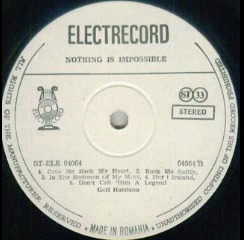 ELECTRECORD
NOTHING IS IMPOSSIBLE
ST 33
STEREO
ST-ELE 04064
04064/B
1. Give Me Back My Heart, 2. Rock Me Softly,
3. In The Bedroom Of My Mind, 4. Hey! Ireland,
5. Don't Call Him A Legend
Geff Harrison
ALL RIGHTS OF THE MANUFACTURER RESERVED • MADE IN ROMANIA • UNAUTHORISED COPYING OF THIS RECORD PROHIBITED